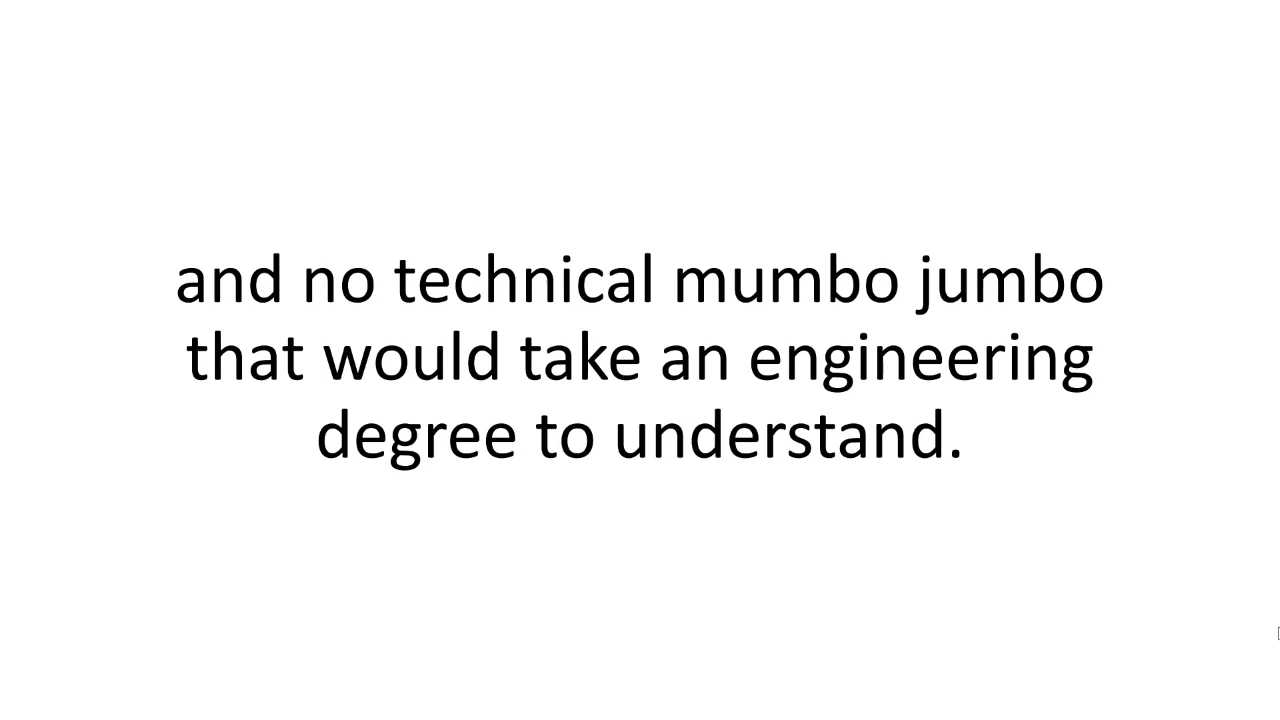 and no technical mumbo jumbo
that would take an engineering
degree to understand.